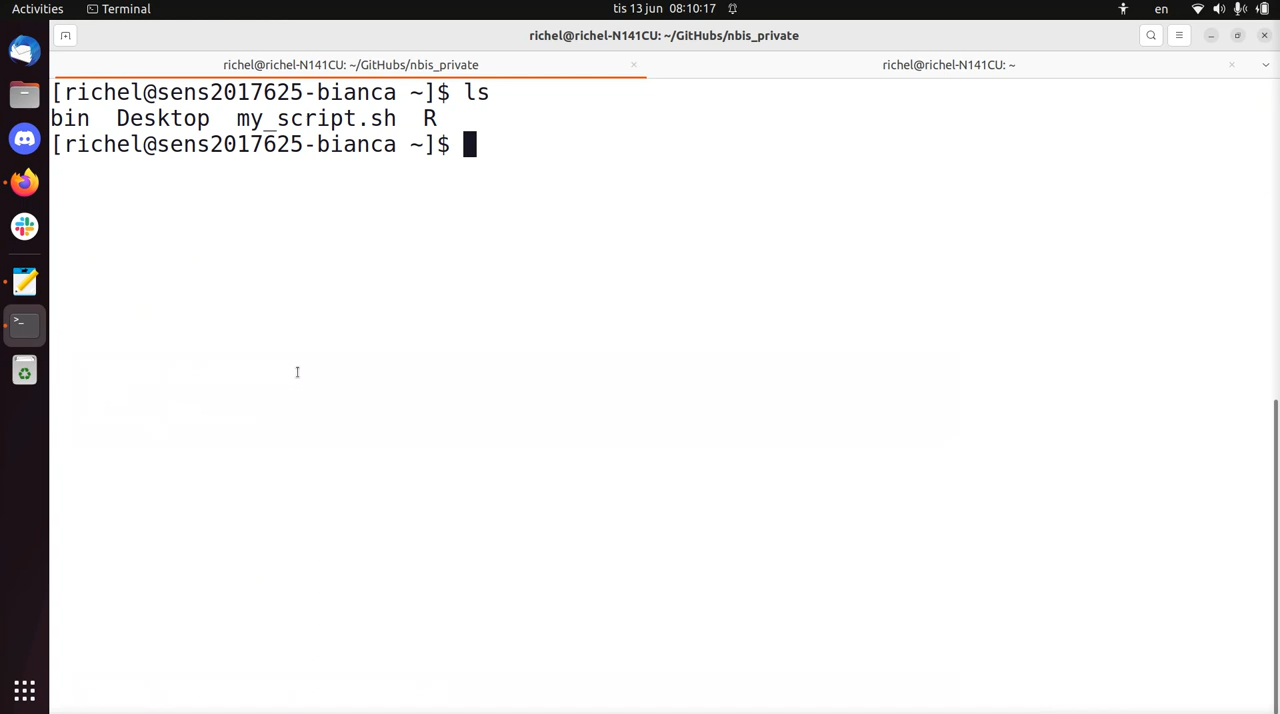 Activities Terminal tis 13 jun 08:10:17 en
richel@richel-N141CU: ~/GitHubs/nbis_private
richel@richel-N141CU: ~/GitHubs/nbis_private × richel@richel-N141CU: ~ ×
[richel@sens2017625-bianca ~]$ ls
bin Desktop my_script.sh R
[richel@sens2017625-bianca ~]$